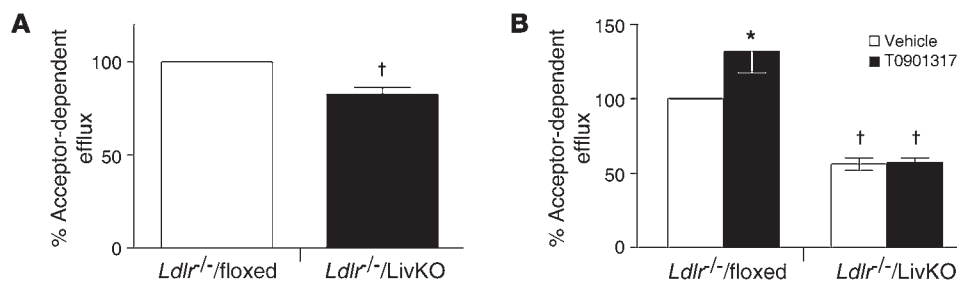 A
% Acceptor-dependent
efflux
100
50
0
†
Ldlr-/-/floxed
Ldlr-/-/LivKO
B
% Acceptor-dependent
efflux
150
100
50
0
*
†
†
Vehicle
T0901317
Ldlr-/-/floxed
Ldlr-/-/LivKO